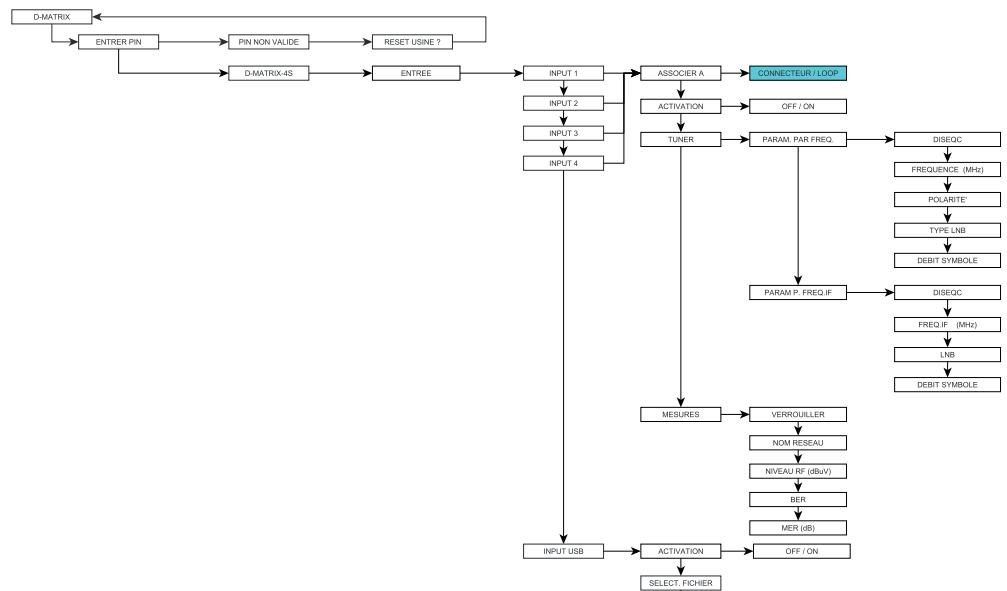 D-MATRIX
ENTRER PIN
PIN NON VALIDE
RESET USINE ?
D-MATRIX-4S
ENTREE
INPUT 1
ASSOCIER A
CONNECTEUR / LOOP
INPUT 2
ACTIVATION
OFF / ON
INPUT 3
TUNER
PARAM. PAR FREQ.
DISEQC
INPUT 4
FREQUENCE (MHz)
POLARITE'
TYPE LNB
DEBIT SYMBOLE
PARAM P. FREQ.IF
DISEQC
FREQ.IF (MHz)
LNB
DEBIT SYMBOLE
MESURES
VERROUILLER
NOM RESEAU
NIVEAU RF (dBuV)
BER
MER (dB)
INPUT USB
ACTIVATION
OFF / ON
SELECT. FICHIER